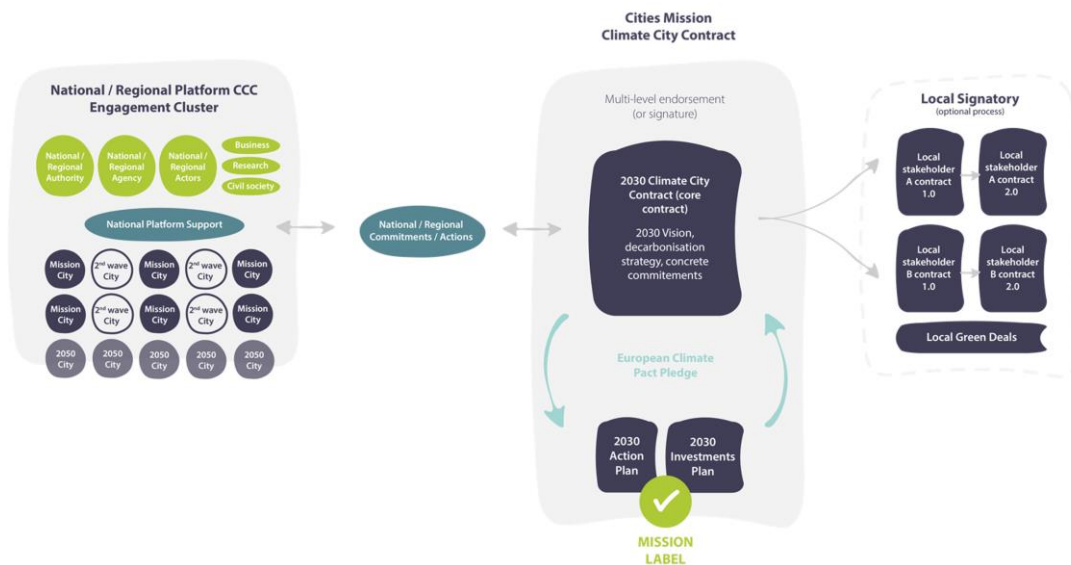 Cities Mission
Climate City Contract
National / Regional Platform CCC
Engagement Cluster
National /
Regional
Authority
National /
Regional
Agency
National /
Regional
Actors
Business
Research
Civil society
National Platform Support
Mission
City
2nd wave
City
Mission
City
2nd wave
City
Mission
City
Mission
City
2nd wave
City
Mission
City
2nd wave
City
Mission
City
2050
City
2050
City
2050
City
2050
City
2050
City
National / Regional
Commitments / Actions
Multi-level endorsement
(or signature)
2030 Climate City
Contract (core
contract)
2030 Vision,
decarbonisation
strategy, concrete
commitements
European Climate
Pact Pledge
2030
Action
Plan
2030
Investments
Plan
MISSION
LABEL
Local Signatory
(optional process)
Local
stakeholder
A contract
1.0
Local
stakeholder
A contract
2.0
Local
stakeholder
B contract
1.0
Local
stakeholder
B contract
2.0
Local Green Deals